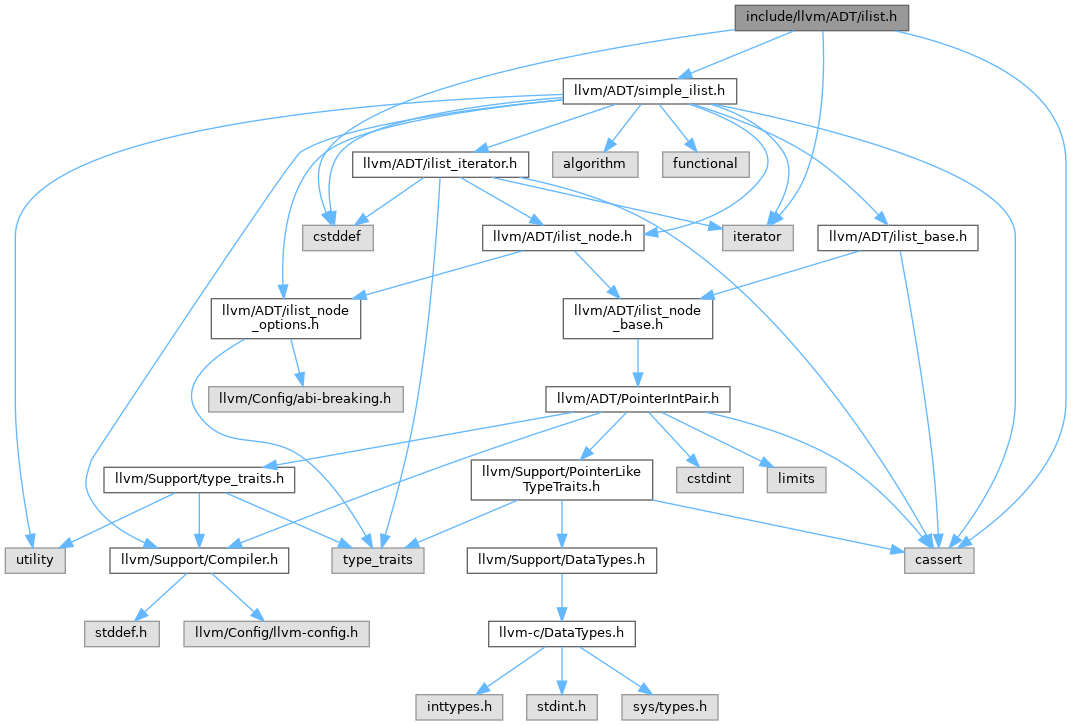 include/llvm/ADT/ilist.h
llvm/ADT/simple_ilist.h
llvm/ADT/ilist_iterator.h
algorithm
functional
cstddef
llvm/ADT/ilist_node.h
iterator
llvm/ADT/ilist_base.h
llvm/ADT/ilist_node
_options.h
llvm/ADT/ilist_node
_base.h
llvm/Config/abi-breaking.h
llvm/ADT/PointerIntPair.h
llvm/Support/type_traits.h
llvm/Support/PointerLike
TypeTraits.h
cstdint
limits
utility
llvm/Support/Compiler.h
type_traits
llvm/Support/DataTypes.h
cassert
stddef.h
llvm/Config/llvm-config.h
llvm-c/DataTypes.h
inttypes.h
stdint.h
sys/types.h